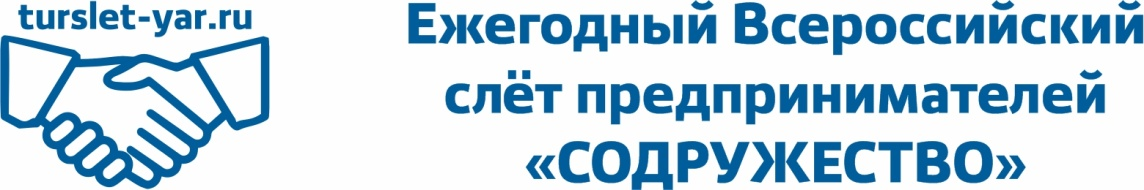 turslet-yar.ru
Ежегодный Всероссийский
слёт предпринимателей
«СОДРУЖЕСТВО»